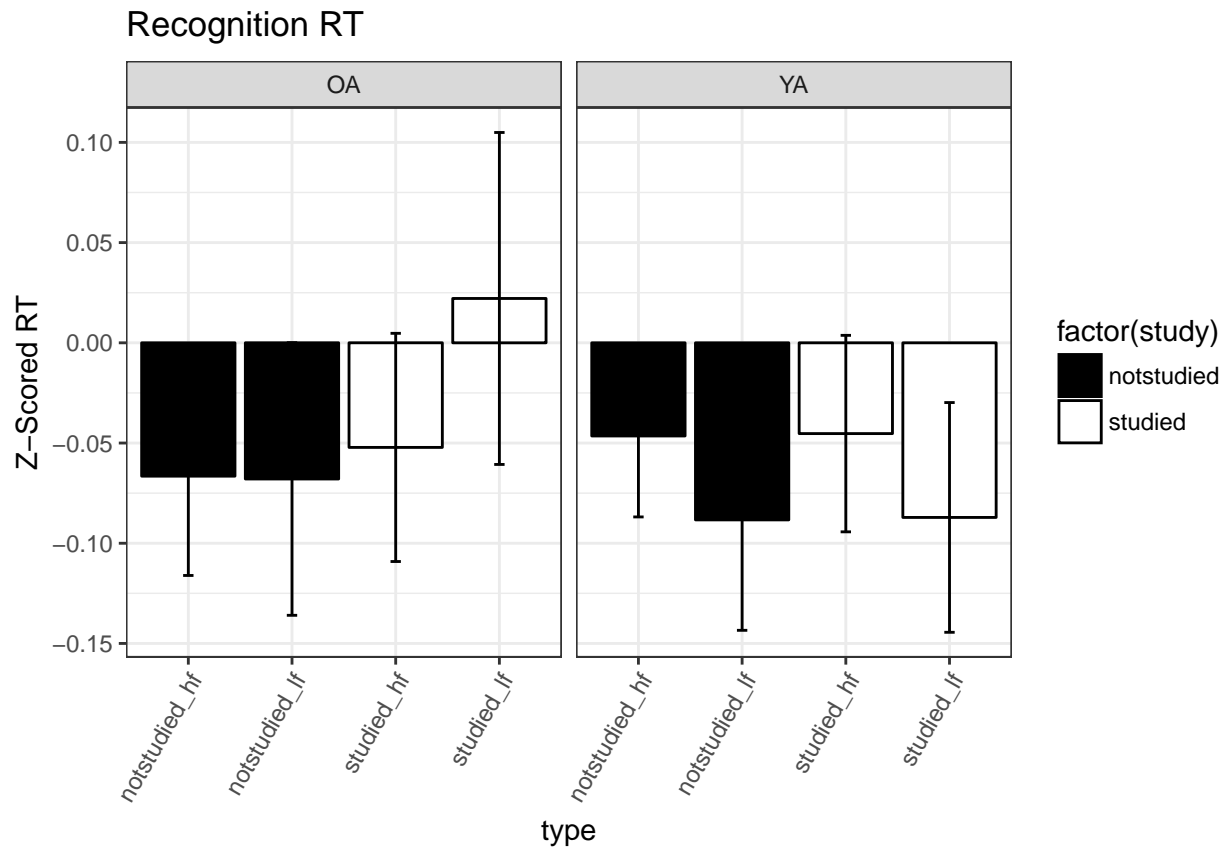 Recognition RT
OA
YA
0.10
0.05
0.00
−0.05
−0.10
−0.15
Z−Scored RT
notstudied_hf
notstudied_lf
studied_hf
studied_lf
notstudied_hf
notstudied_lf
studied_hf
studied_lf
type
factor(study)
notstudied
studied